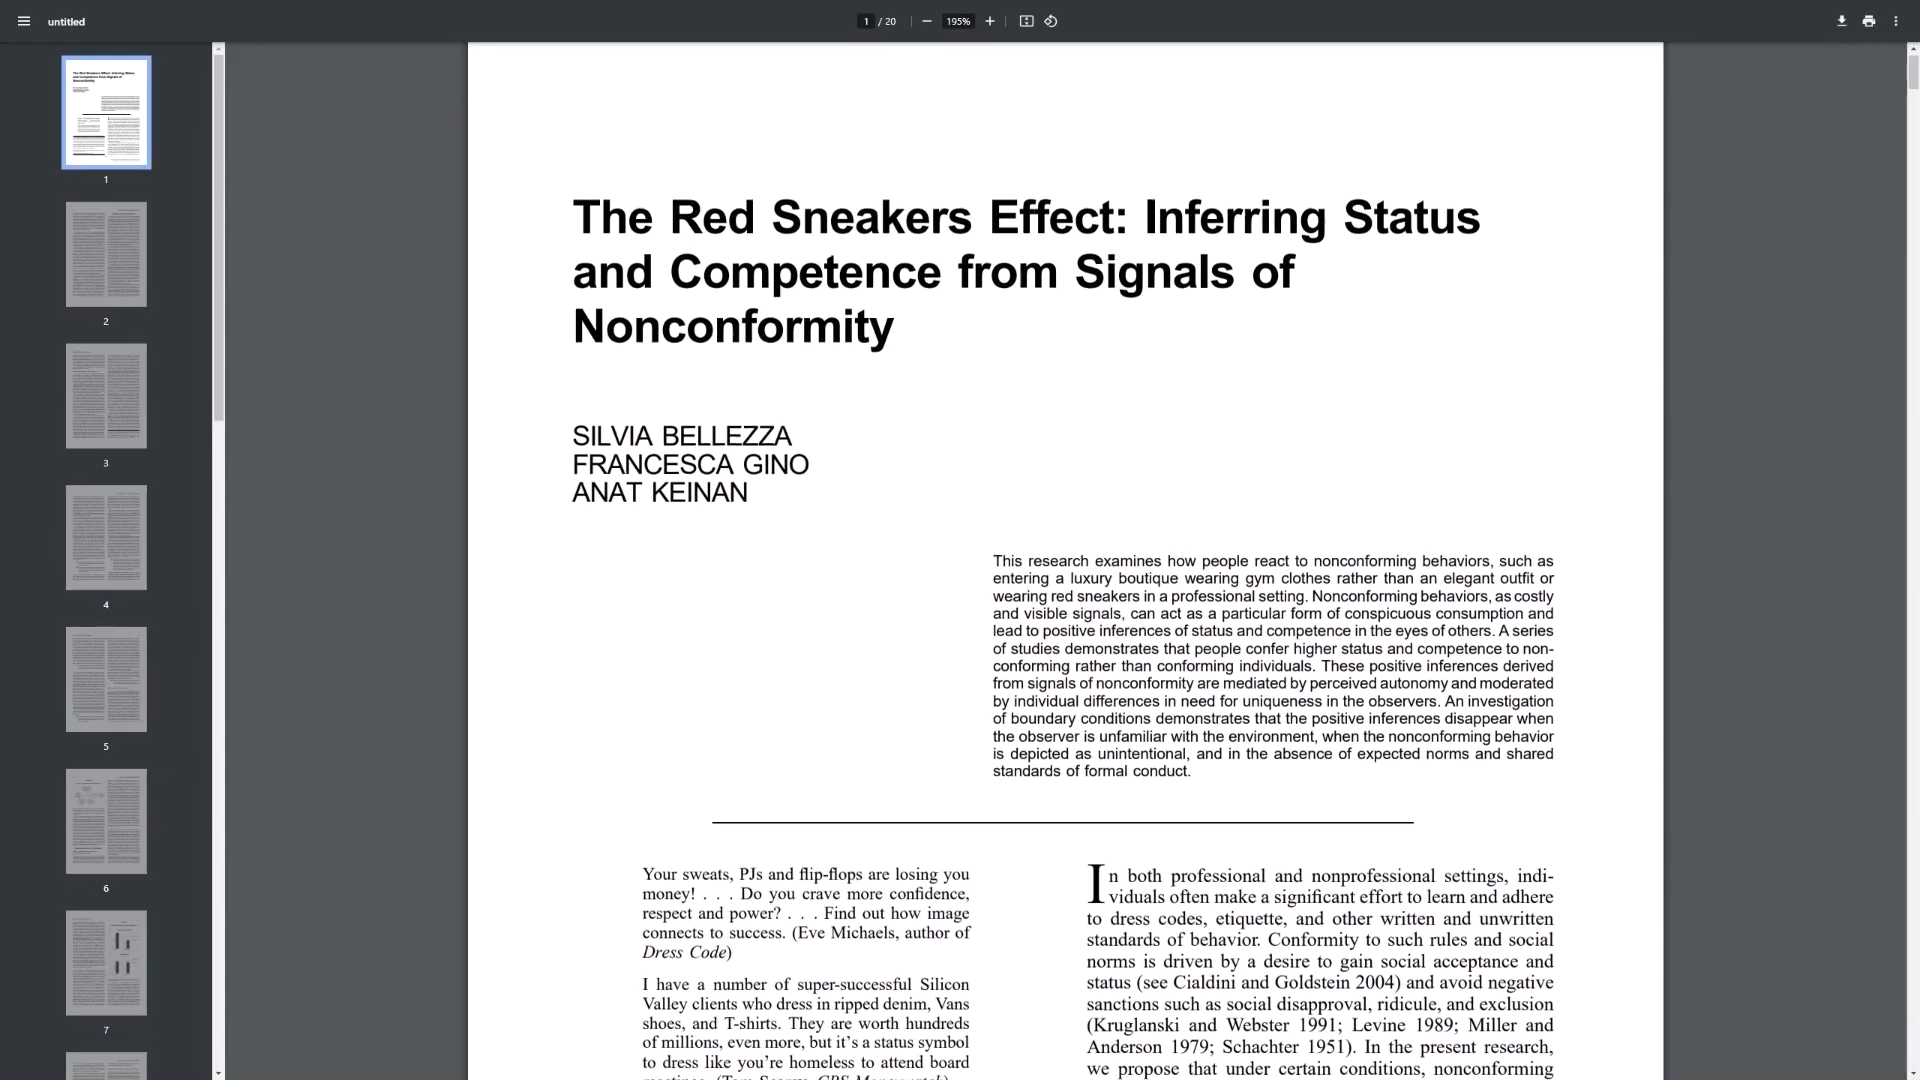 untitled
1 / 20
195%
1
2
3
4
5
6
7
The Red Sneakers Effect: Inferring Status
and Competence from Signals of
Nonconformity
SILVIA BELLEZZA
FRANCESCA GINO
ANAT KEINAN
This research examines how people react to nonconforming behaviors, such as
entering a luxury boutique wearing gym clothes rather than an elegant outfit or
wearing red sneakers in a professional setting. Nonconforming behaviors, as costly
and visible signals, can act as a particular form of conspicuous consumption and
lead to positive inferences of status and competence in the eyes of others. A series
of studies demonstrates that people confer higher status and competence to non-
conforming rather than conforming individuals. These positive inferences derived
from signals of nonconformity are mediated by perceived autonomy and moderated
by individual differences in need for uniqueness in the observers. An investigation
of boundary conditions demonstrates that the positive inferences disappear when
the observer is unfamiliar with the environment, when the nonconforming behavior
is depicted as unintentional, and in the absence of expected norms and shared
standards of formal conduct.
Your sweats, PJs and flip-flops are losing you
money! . . . Do you crave more confidence,
respect and power? . . . Find out how image
connects to success. (Eve Michaels, author of
Dress Code)
I have a number of super-successful Silicon
Valley clients who dress in ripped denim, Vans
shoes, and T-shirts. They are worth hundreds
of millions, even more, but it's a status symbol
to dress like you're homeless to attend board
In both professional and nonprofessional settings, indi-
viduals often make a significant effort to learn and adhere
to dress codes, etiquette, and other written and unwritten
standards of behavior. Conformity to such rules and social
norms is driven by a desire to gain social acceptance and
status (see Cialdini and Goldstein 2004) and avoid negative
sanctions such as social disapproval, ridicule, and exclusion
(Kruglanski and Webster 1991; Levine 1989; Miller and
Anderson 1979; Schachter 1951). In the present research,
we propose that under certain conditions, nonconforming